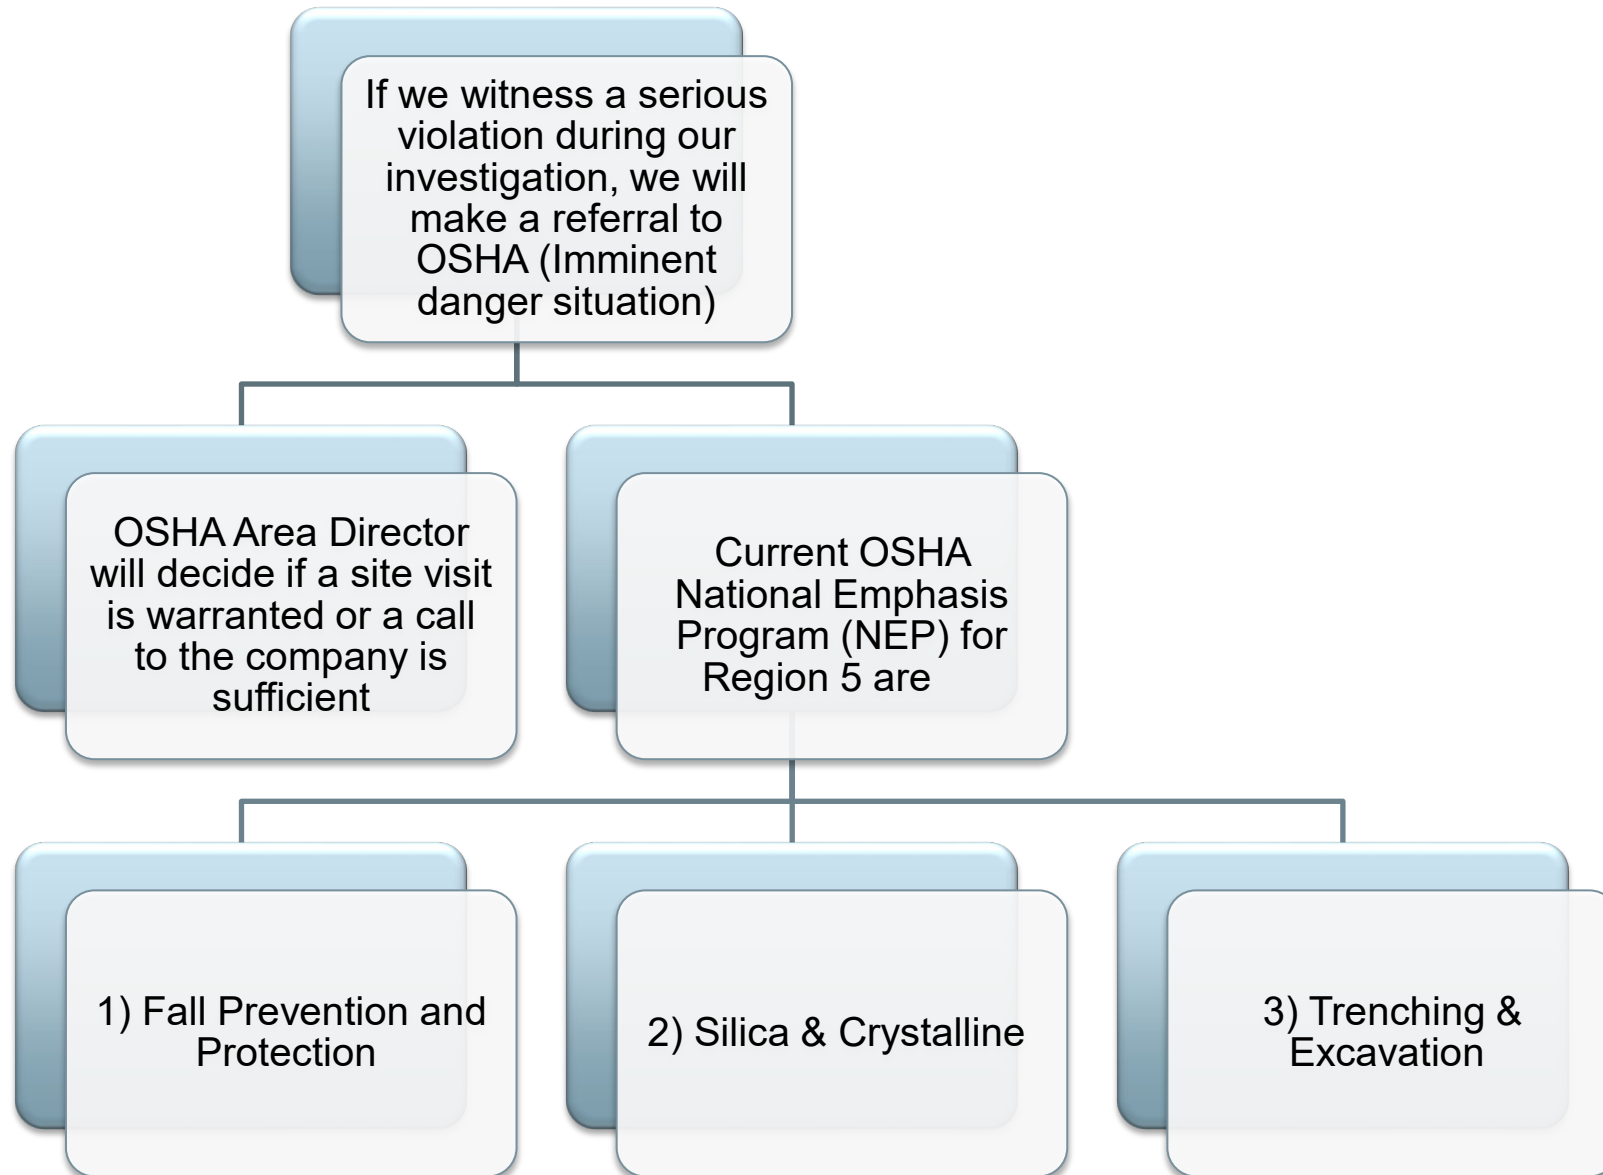 If we witness a serious
violation during our
investigation, we will
make a referral to
OSHA (Imminent
danger situation)
OSHA Area Director
will decide if a site visit
is warranted or a call
to the company is
sufficient
Current OSHA
National Emphasis
Program (NEP) for
Region 5 are
1) Fall Prevention and
Protection
2) Silica & Crystalline
3) Trenching &
Excavation